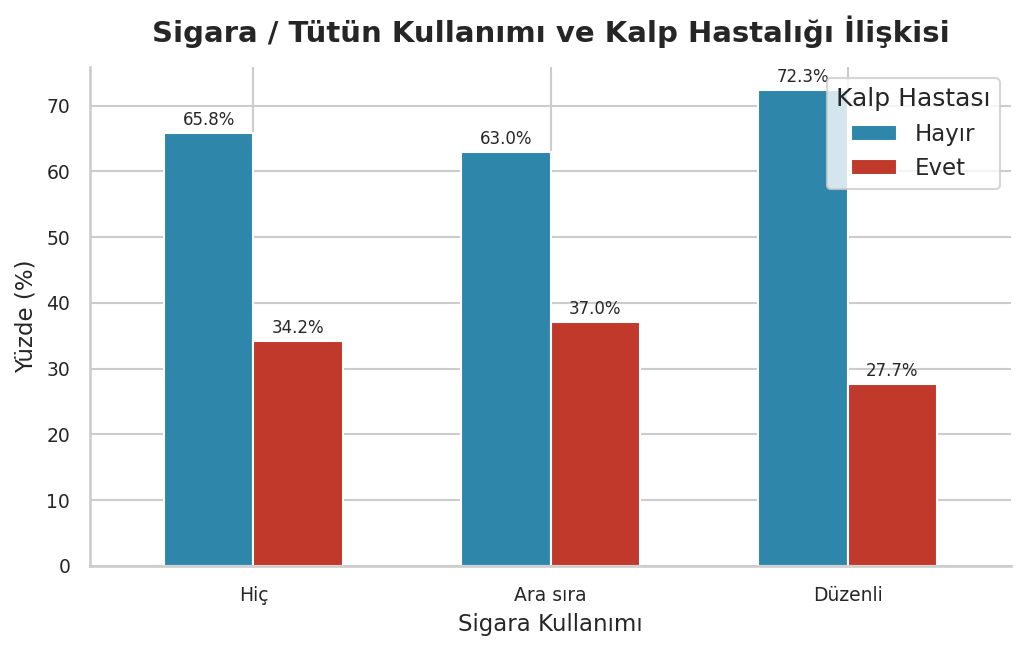 Sigara / Tütün Kullanımı ve Kalp Hastalığı İlişkisi
Yüzde (%)
70
60
50
40
30
20
10
0
65.8%
34.2%
63.0%
37.0%
72.3%
27.7%
Kalp Hastası
Hayır
Evet
Hiç
Ara sıra
Düzenli
Sigara Kullanımı